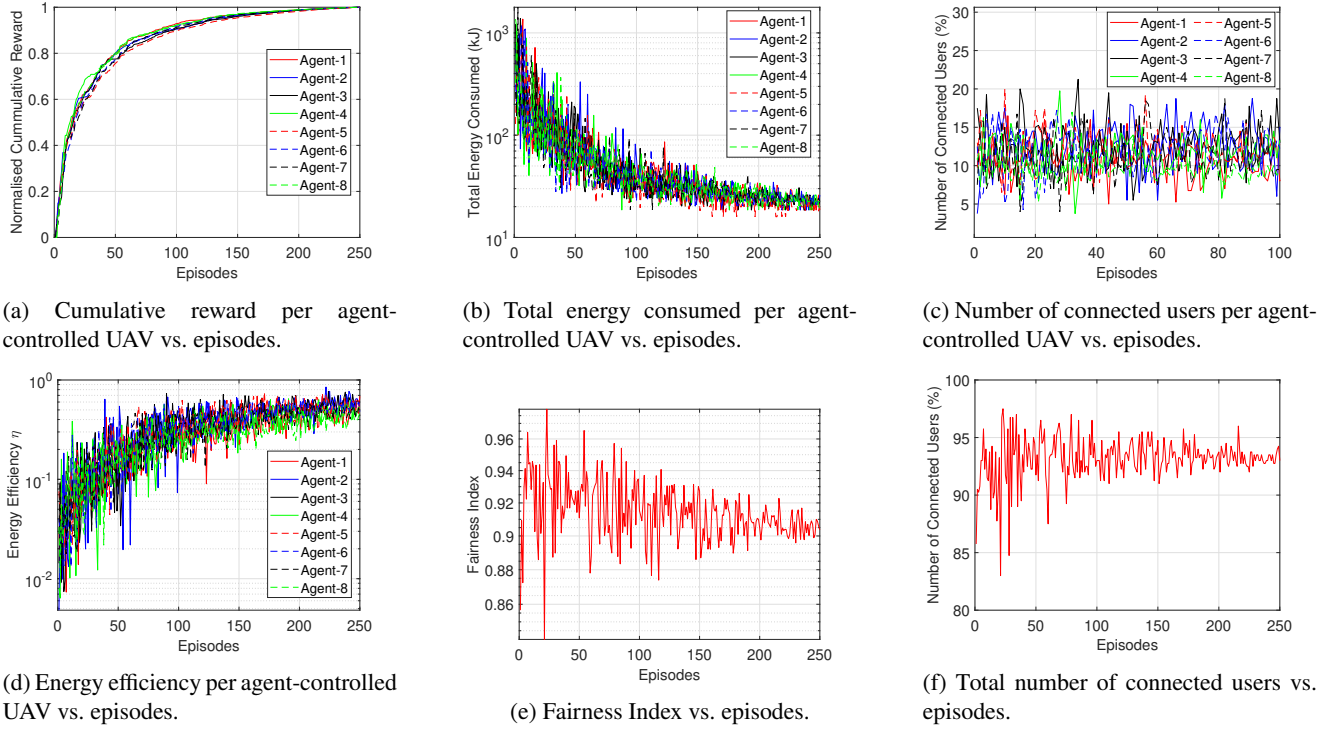 1
0.8
0.6
0.4
0.2
0
0 50 100 150 200 250
Normalised Cummulative Reward
Episodes
Agent-1
Agent-2
Agent-3
Agent-4
Agent-5
Agent-6
Agent-7
Agent-8
(a) Cumulative reward per agent-
controlled UAV vs. episodes.
10³
10²
10¹
0 50 100 150 200 250
Total Energy Consumed (kJ)
Episodes
Agent-1
Agent-2
Agent-3
Agent-4
Agent-5
Agent-6
Agent-7
Agent-8
(b) Total energy consumed per agent-
controlled UAV vs. episodes.
30
25
20
15
10
5
0 20 40 60 80 100
Number of Connected Users (%)
Episodes
Agent-1 Agent-5
Agent-2 Agent-6
Agent-3 Agent-7
Agent-4 Agent-8
(c) Number of connected users per agent-
controlled UAV vs. episodes.
10⁰
10⁻¹
10⁻²
0 50 100 150 200 250
Energy Efficiency η
Episodes
Agent-1
Agent-2
Agent-3
Agent-4
Agent-5
Agent-6
Agent-7
Agent-8
(d) Energy efficiency per agent-controlled
UAV vs. episodes.
0.96
0.94
0.92
0.9
0.88
0.86
0 50 100 150 200 250
Fairness Index
Episodes
(e) Fairness Index vs. episodes.
100
95
90
85
80
0 50 100 150 200 250
Number of Connected Users (%)
Episodes
(f) Total number of connected users vs.
episodes.